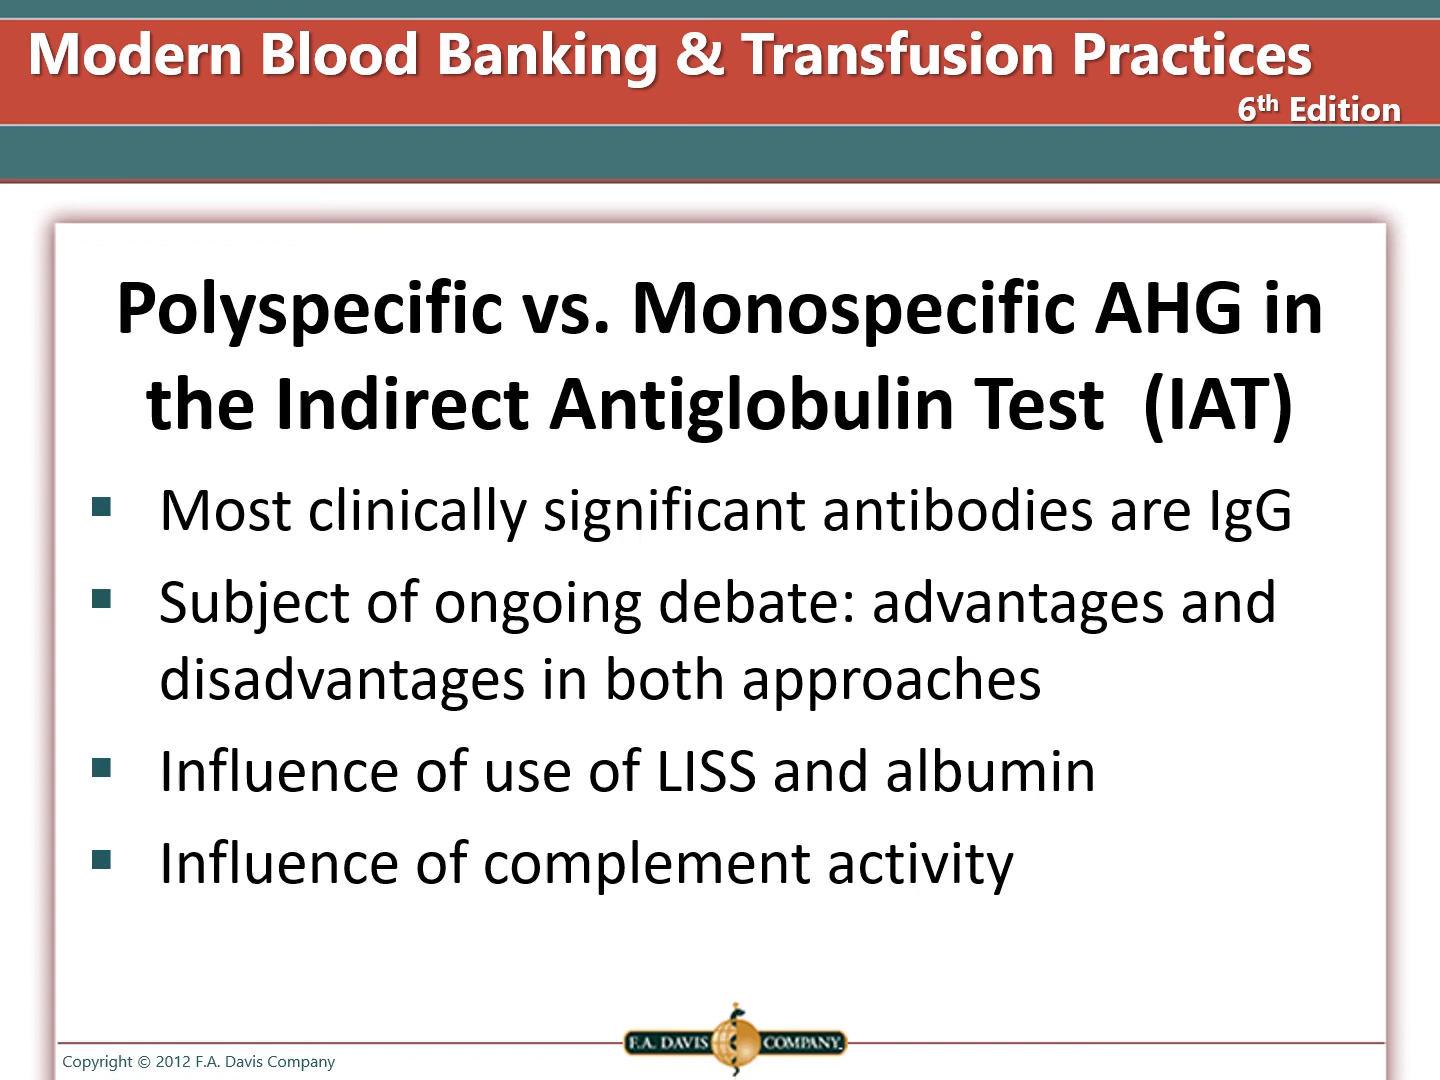 Modern Blood Banking & Transfusion Practices
6th Edition
Polyspecific vs. Monospecific AHG in
the Indirect Antiglobulin Test (IAT)
Most clinically significant antibodies are IgG
Subject of ongoing debate: advantages and
disadvantages in both approaches
Influence of use of LISS and albumin
Influence of complement activity
F.A. DAVIS COMPANY
Copyright © 2012 F.A. Davis Company